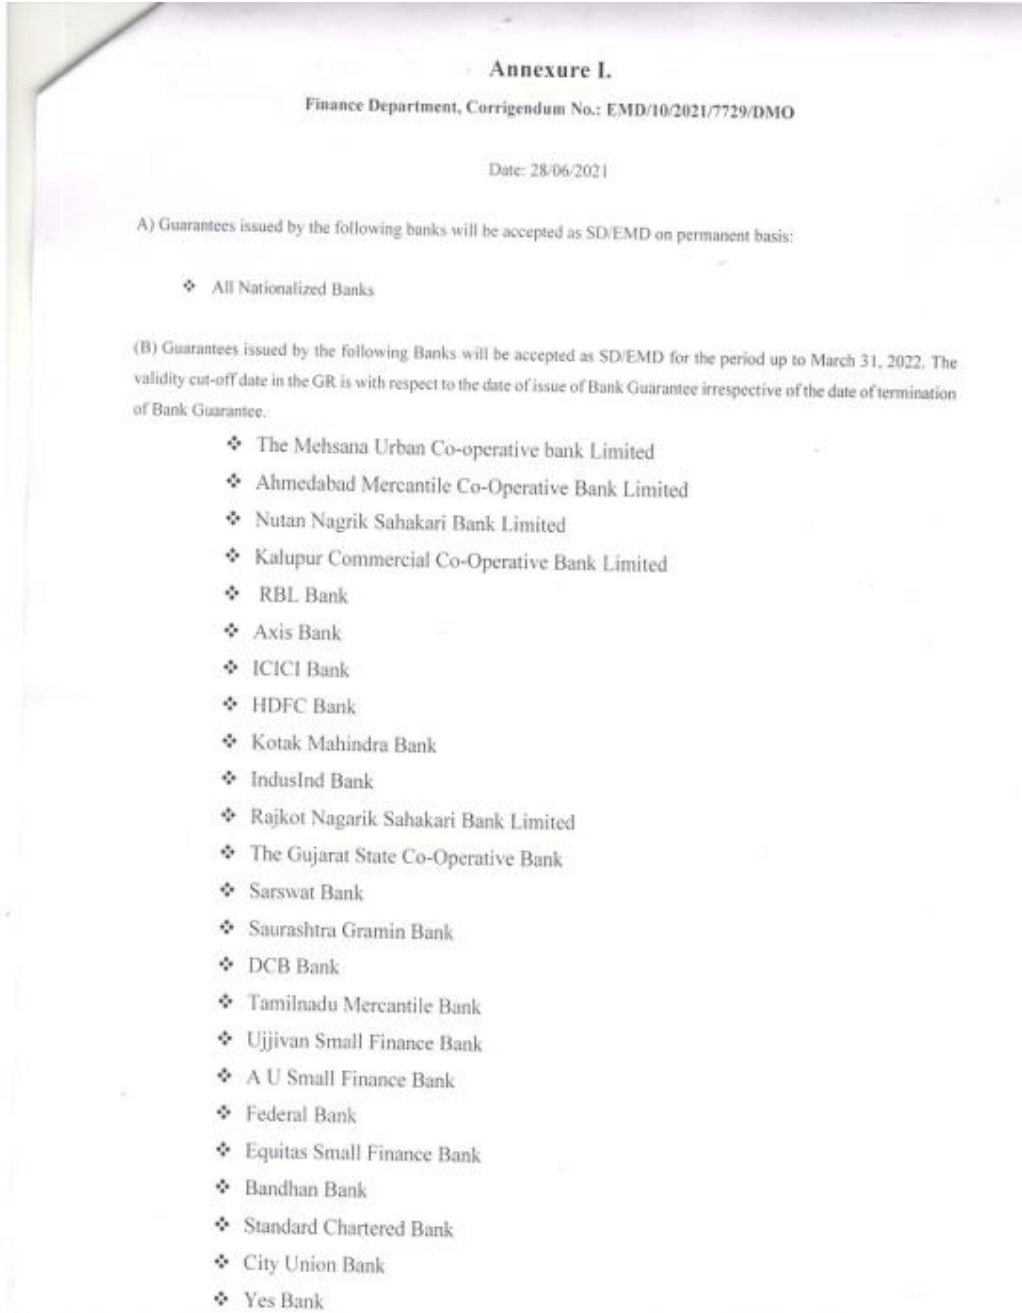 Annexure I.
Finance Department, Corrigendum No.: EMD/10/2021/7729/DMO
Date: 28/06/2021
A) Guarantees issued by the following banks will be accepted as SD/EMD on permanent basis:
❖ All Nationalized Banks
(B) Guarantees issued by the following Banks will be accepted as SD/EMD for the period up to March 31, 2022. The
validity cut-off date in the GR is with respect to the date of issue of Bank Guarantee irrespective of the date of termination
of Bank Guarantee.
❖ The Mehsana Urban Co-operative bank Limited
❖ Ahmedabad Mercantile Co-Operative Bank Limited
❖ Nutan Nagrik Sahakari Bank Limited
❖ Kalupur Commercial Co-Operative Bank Limited
❖ RBL Bank
❖ Axis Bank
❖ ICICI Bank
❖ HDFC Bank
❖ Kotak Mahindra Bank
❖ IndusInd Bank
❖ Rajkot Nagarik Sahakari Bank Limited
❖ The Gujarat State Co-Operative Bank
❖ Sarswat Bank
❖ Saurashtra Gramin Bank
❖ DCB Bank
❖ Tamilnadu Mercantile Bank
❖ Ujjivan Small Finance Bank
❖ A U Small Finance Bank
❖ Federal Bank
❖ Equitas Small Finance Bank
❖ Bandhan Bank
❖ Standard Chartered Bank
❖ City Union Bank
❖ Yes Bank